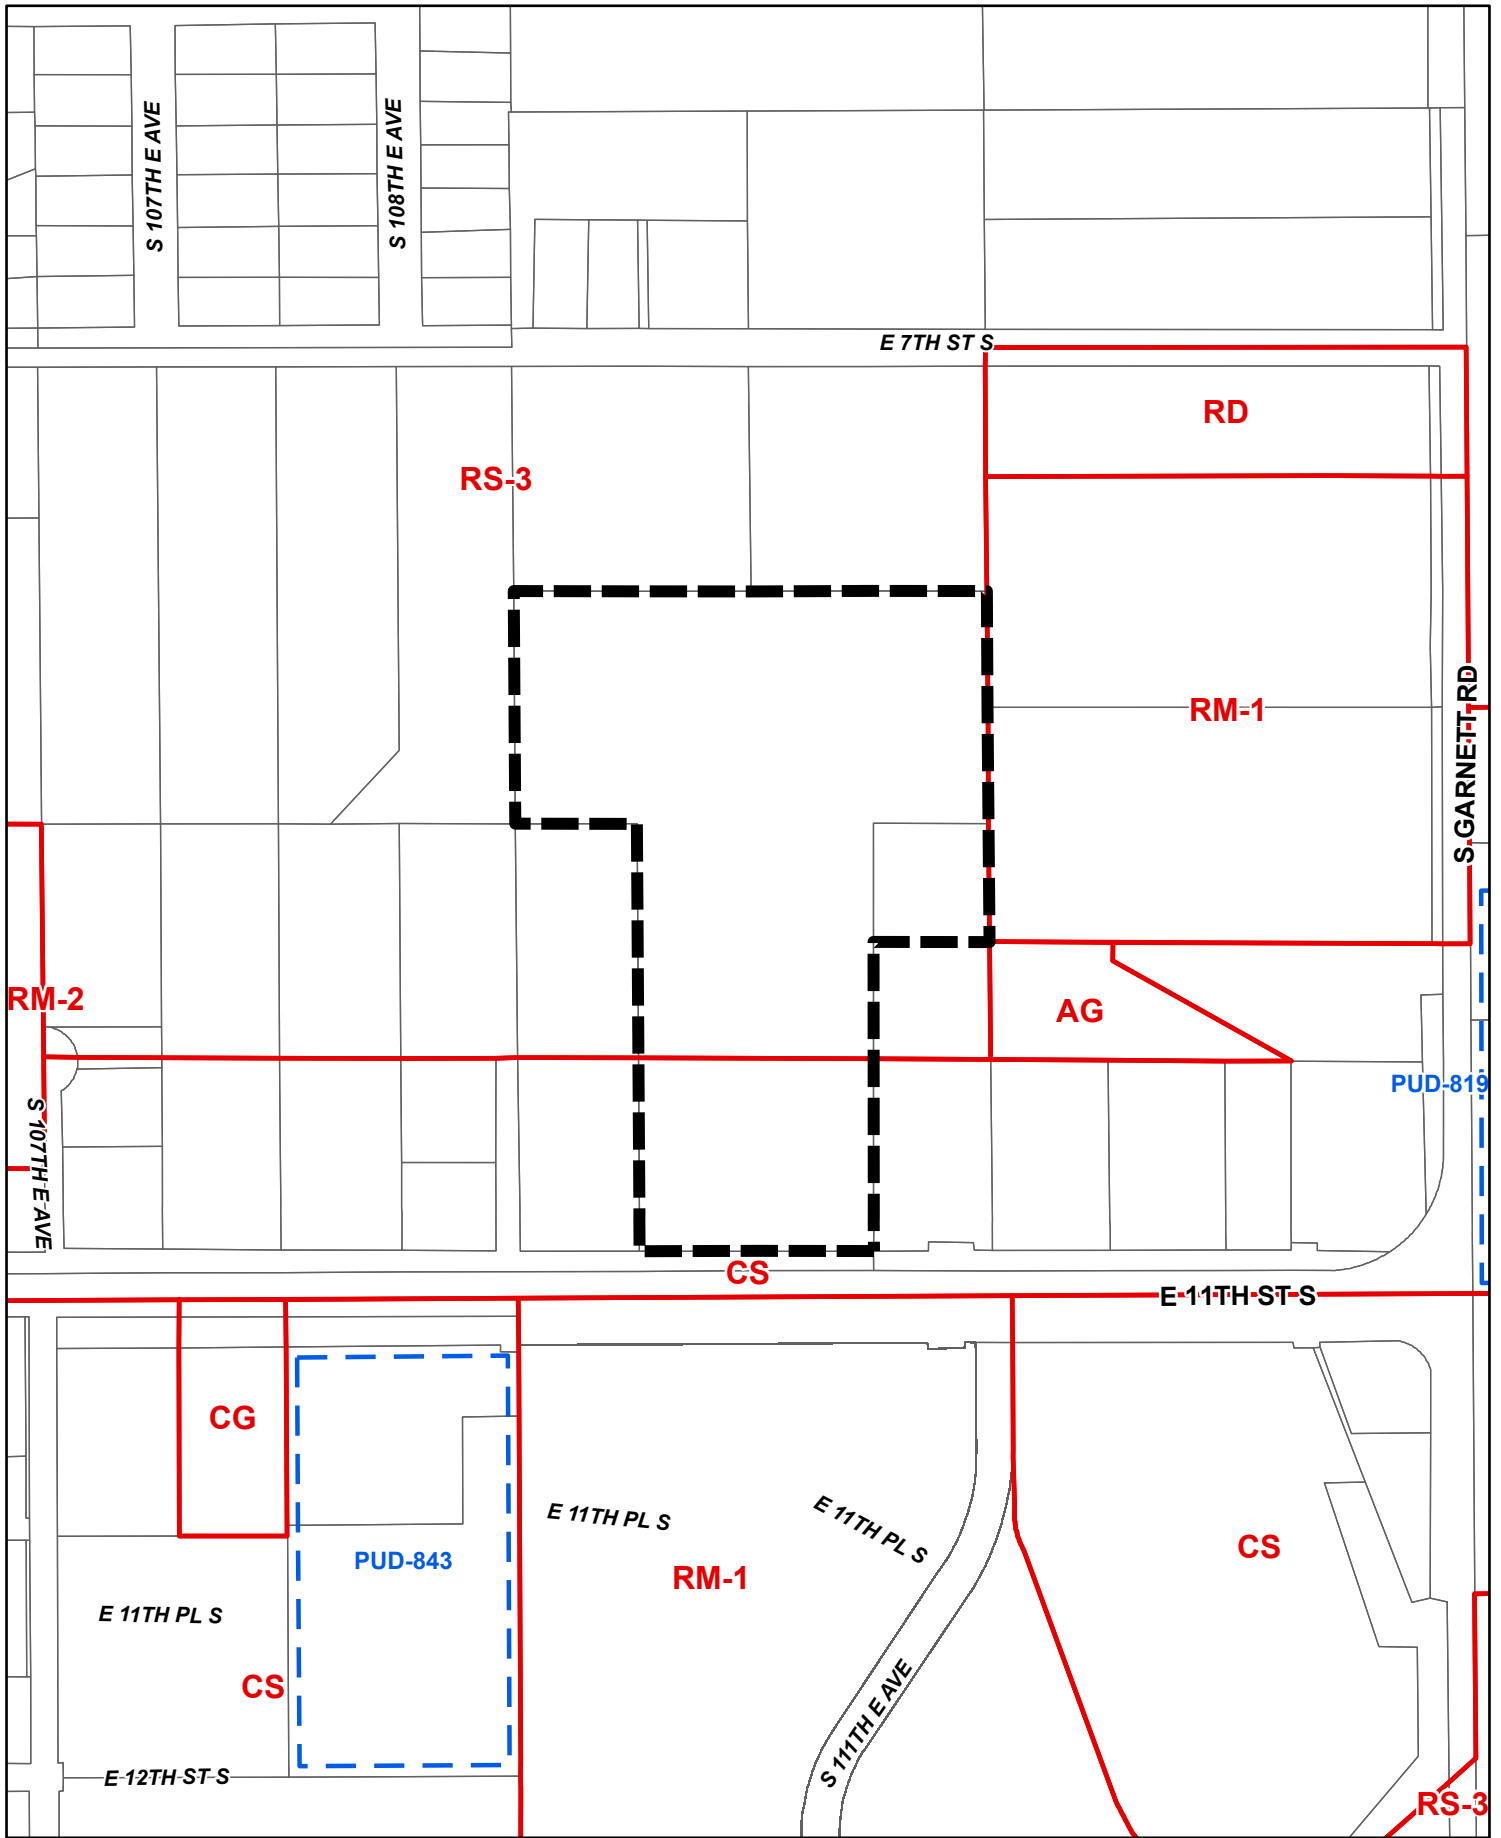 S 107TH E AVE
S 108TH E AVE
E 7TH ST S
RD
RS-3
RM-1
S GARNETT RD
RM-2
AG
PUD-819
S 107TH E AVE
CS
E 11TH ST S
CG
E 11TH PL S
E 11TH PL S
CS
PUD-843
RM-1
E 11TH PL S
CS
S 111TH E AVE
E 12TH ST S
RS-3